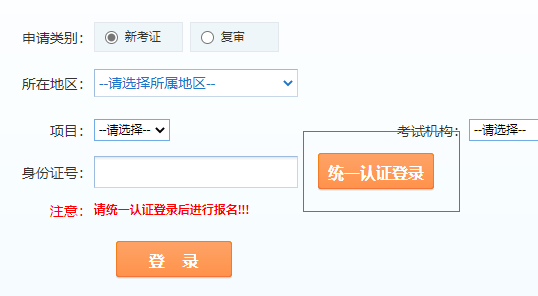 申请类别： 新考证 复审
所在地区： --请选择所属地区--
项目： --请选择-- 考试机构： --请选择--
身份证号： 统一认证登录
注意： 请统一认证登录后进行报名!!!
登 录